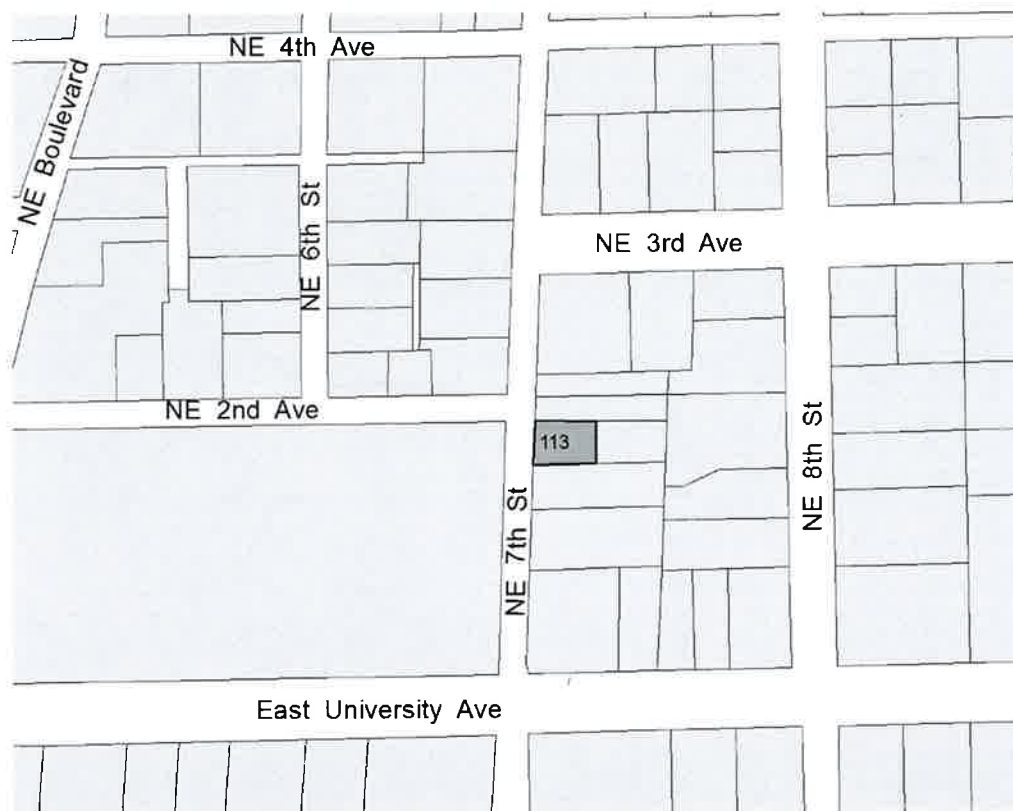 NE 4th Ave
NE Boulevard
NE 6th St
NE 3rd Ave
NE 2nd Ave
113
NE 8th St
NE 7th St
East University Ave